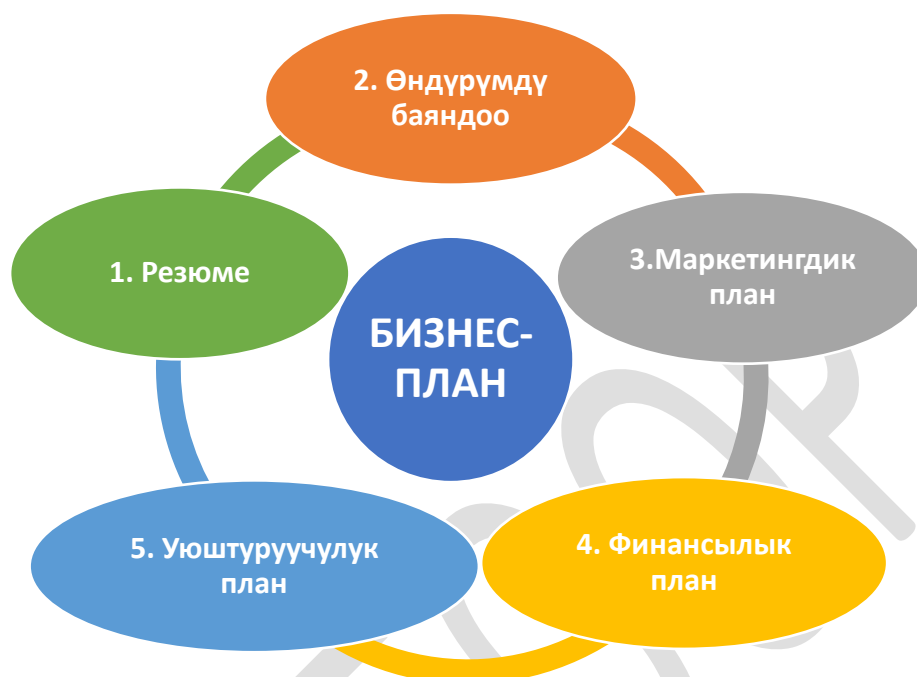 2. Өндүрүмдү
баяндоо
1. Резюме
3.Маркетингдик
план
БИЗНЕС-
ПЛАН
5. Уюштуруучулук
план
4. Финансылык
план